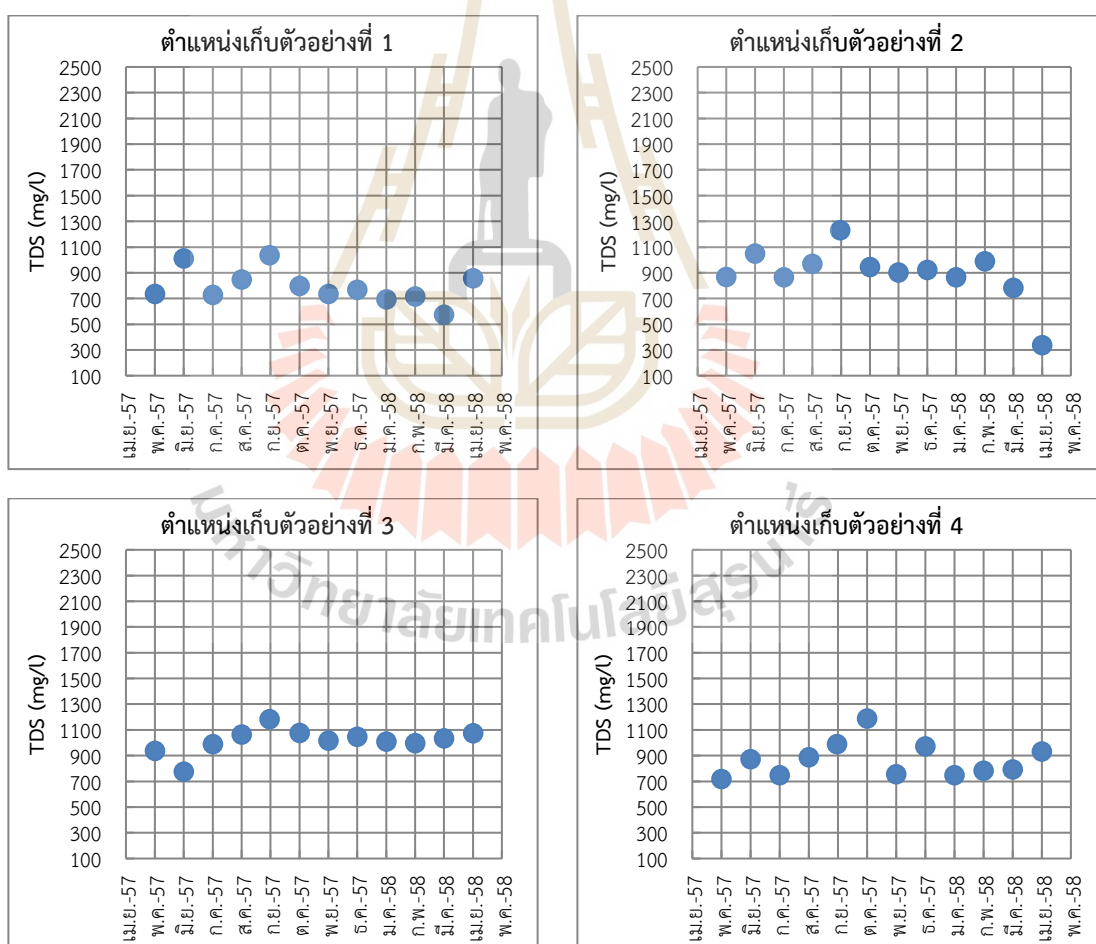 ตำแหน่งเก็บตัวอย่างที่ 1
2500
2300
2100
1900
1700
1500
1300
1100
900
700
500
300
100
TDS (mg/l)
เม.ย.-57
พ.ค.-57
มิ.ย.-57
ก.ค.-57
ส.ค.-57
ก.ย.-57
ต.ค.-57
พ.ย.-57
ธ.ค.-57
ม.ค.-58
ก.พ.-58
มี.ค.-58
เม.ย.-58
พ.ค.-58
ตำแหน่งเก็บตัวอย่างที่ 2
2500
2300
2100
1900
1700
1500
1300
1100
900
700
500
300
100
TDS (mg/l)
เม.ย.-57
พ.ค.-57
มิ.ย.-57
ก.ค.-57
ส.ค.-57
ก.ย.-57
ต.ค.-57
พ.ย.-57
ธ.ค.-57
ม.ค.-58
ก.พ.-58
มี.ค.-58
เม.ย.-58
พ.ค.-58
ตำแหน่งเก็บตัวอย่างที่ 3
2500
2300
2100
1900
1700
1500
1300
1100
900
700
500
300
100
TDS (mg/l)
เม.ย.-57
พ.ค.-57
มิ.ย.-57
ก.ค.-57
ส.ค.-57
ก.ย.-57
ต.ค.-57
พ.ย.-57
ธ.ค.-57
ม.ค.-58
ก.พ.-58
มี.ค.-58
เม.ย.-58
พ.ค.-58
ตำแหน่งเก็บตัวอย่างที่ 4
2500
2300
2100
1900
1700
1500
1300
1100
900
700
500
300
100
TDS (mg/l)
เม.ย.-57
พ.ค.-57
มิ.ย.-57
ก.ค.-57
ส.ค.-57
ก.ย.-57
ต.ค.-57
พ.ย.-57
ธ.ค.-57
ม.ค.-58
ก.พ.-58
มี.ค.-58
เม.ย.-58
พ.ค.-58
มหาวิทยาลัยเทคโนโลยีสุรนารี